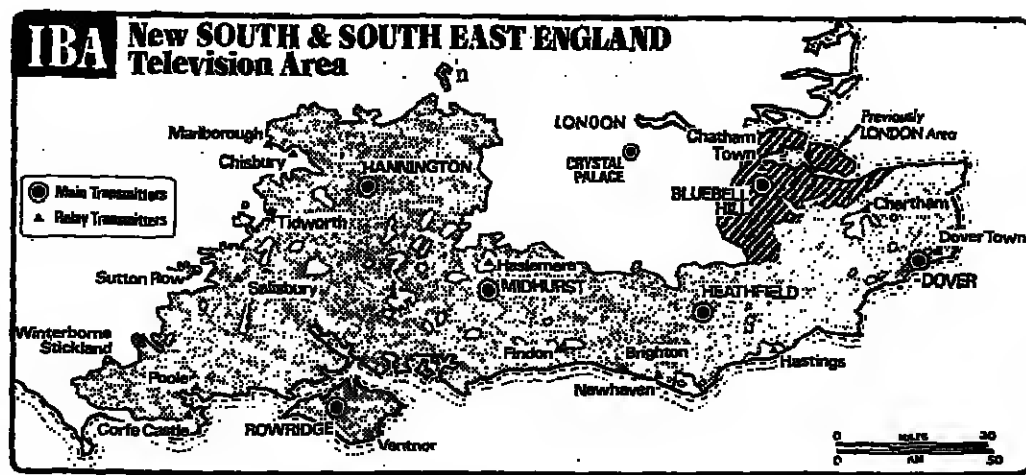 IBA
New SOUTH & SOUTH EAST ENGLAND
Television Area
n
Marlborough
Chisbury
HANNINGTON
LONDON
Chatham
Town
Previously
LONDON Area
CRYSTAL
PALACE
BLUEBELL
Main Transmitters
Relay Transmitters
Tidworth
Chartham
Dover Town
Sutton Row
Salisbury
Haslemere
MIDHURST
HEATHFIELD
DOVER
Winterborne
Stickland
Poole
Findon
Brighton
Hastings
Newhaven
Corfe Castle
ROWRIDGE
Ventnor
0 MILES 30
0 KM 50